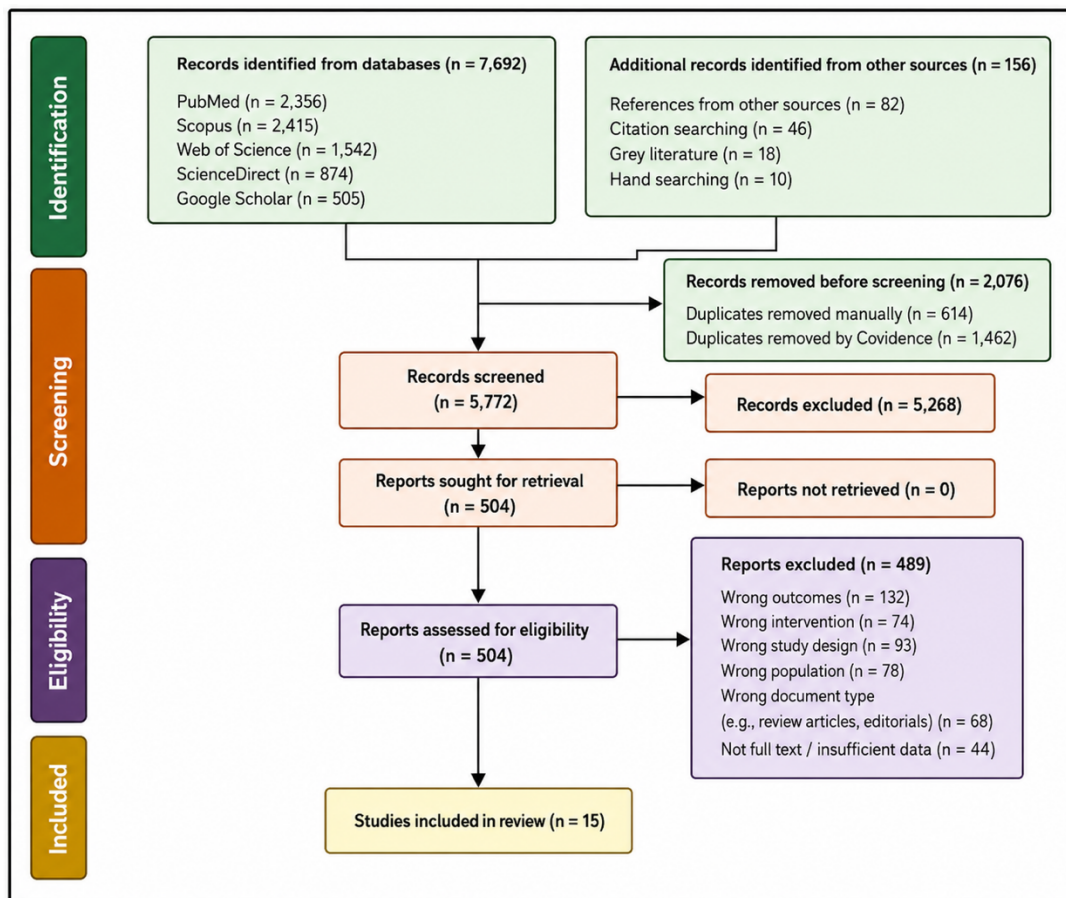 Identification
Records identified from databases (n = 7,692)
PubMed (n = 2,356)
Scopus (n = 2,415)
Web of Science (n = 1,542)
ScienceDirect (n = 874)
Google Scholar (n = 505)
Additional records identified from other sources (n = 156)
References from other sources (n = 82)
Citation searching (n = 46)
Grey literature (n = 18)
Hand searching (n = 10)
Screening
Records removed before screening (n = 2,076)
Duplicates removed manually (n = 614)
Duplicates removed by Covidence (n = 1,462)
Records screened
(n = 5,772)
Records excluded (n = 5,268)
Reports sought for retrieval
(n = 504)
Reports not retrieved (n = 0)
Eligibility
Reports assessed for eligibility
(n = 504)
Reports excluded (n = 489)
Wrong outcomes (n = 132)
Wrong intervention (n = 74)
Wrong study design (n = 93)
Wrong population (n = 78)
Wrong document type
(e.g., review articles, editorials) (n = 68)
Not full text / insufficient data (n = 44)
Included
Studies included in review (n = 15)